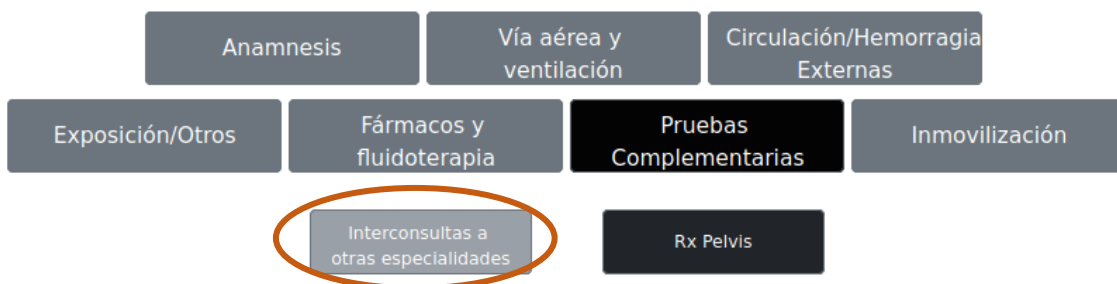 Anamnesis
Vía aérea y
ventilación
Circulación/Hemorragia
Externas
Exposición/Otros
Fármacos y
fluidoterapia
Pruebas
Complementarias
Inmovilización
Interconsultas a
otras especialidades
Rx Pelvis